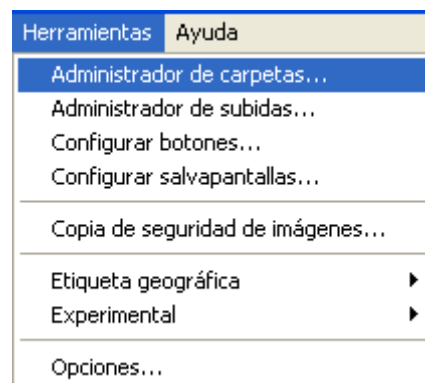 Herramientas Ayuda
Administrador de carpetas...
Administrador de subidas...
Configurar botones...
Configurar salvapantallas...
Copia de seguridad de imágenes...
Etiqueta geográfica
Experimental
Opciones...